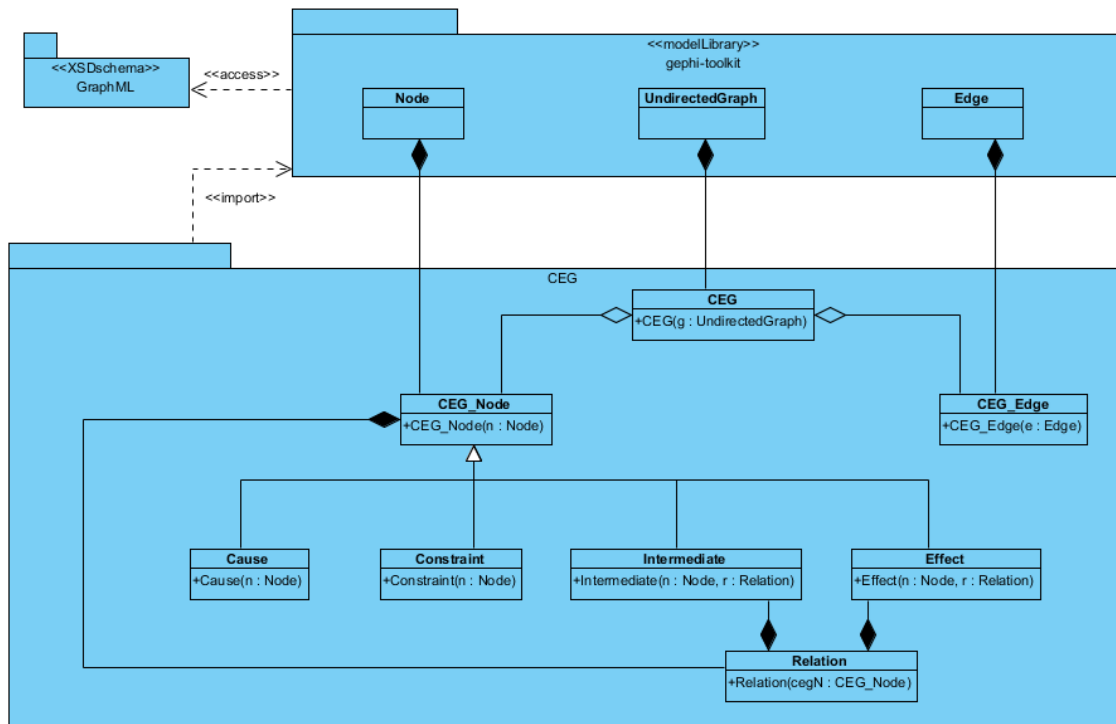 <<XSDschema>>
GraphML
<<access>>
<<modelLibrary>>
gephi-toolkit
Node
UndirectedGraph
Edge
<<import>>
CEG
CEG
+CEG(g : UndirectedGraph)
CEG_Node
+CEG_Node(n : Node)
CEG_Edge
+CEG_Edge(e : Edge)
Cause
+Cause(n : Node)
Constraint
+Constraint(n : Node)
Intermediate
+Intermediate(n : Node, r : Relation)
Effect
+Effect(n : Node, r : Relation)
Relation
+Relation(cegN : CEG_Node)